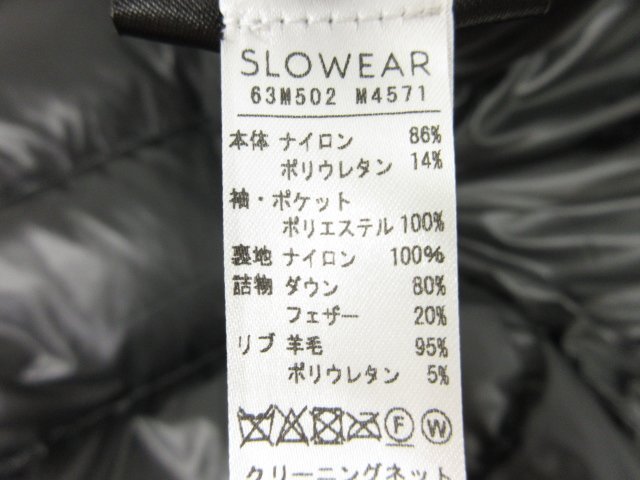 SLOWEAR
63M502 M4571
本体 ナイロン 86%
ポリウレタン 14%
袖・ポケット
ポリエステル 100%
裏地 ナイロン 100%
詰物 ダウン 80%
フェザー 20%
リブ 羊毛 95%
ポリウレタン 5%
F W
クリーニングネット